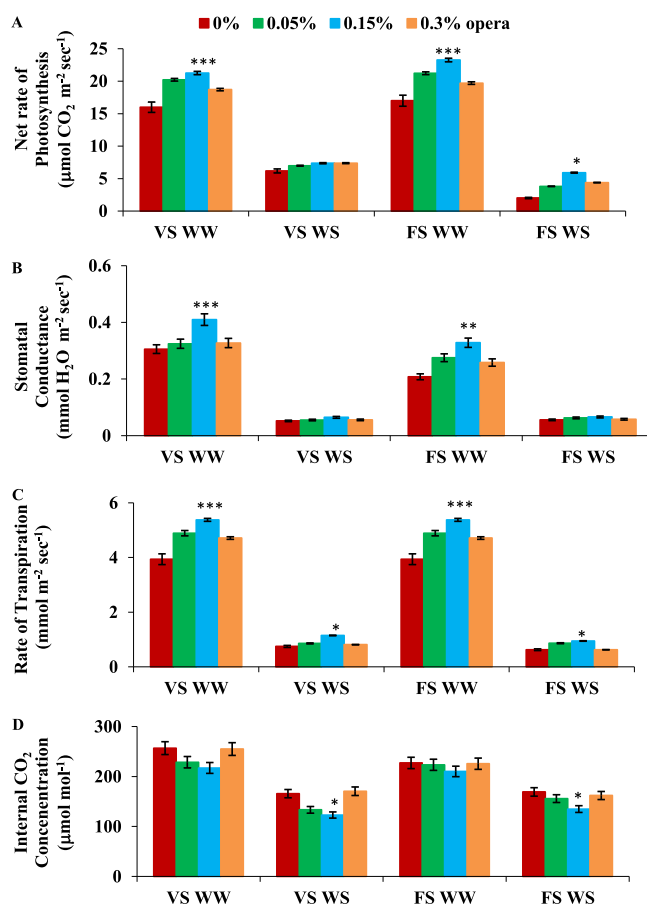 0% 0.05% 0.15% 0.3% opera
A
Net rate of
Photosynthesis
(μmol CO₂ m⁻² sec⁻¹)
25
20
15
10
5
0
*** *** *
VS WW VS WS FS WW FS WS
B
Stomatal
Conductance
(mmol H₂O m⁻² sec⁻¹)
0.6
0.4
0.2
0
*** **
VS WW VS WS FS WW FS WS
C
Rate of Transpiration
(mmol m⁻² sec⁻¹)
6
4
2
0
*** * *** *
VS WW VS WS FS WW FS WS
D
Internal CO₂
Concenentration
(μmol mol⁻¹)
300
200
100
0
* *
VS WW VS WS FS WW FS WS